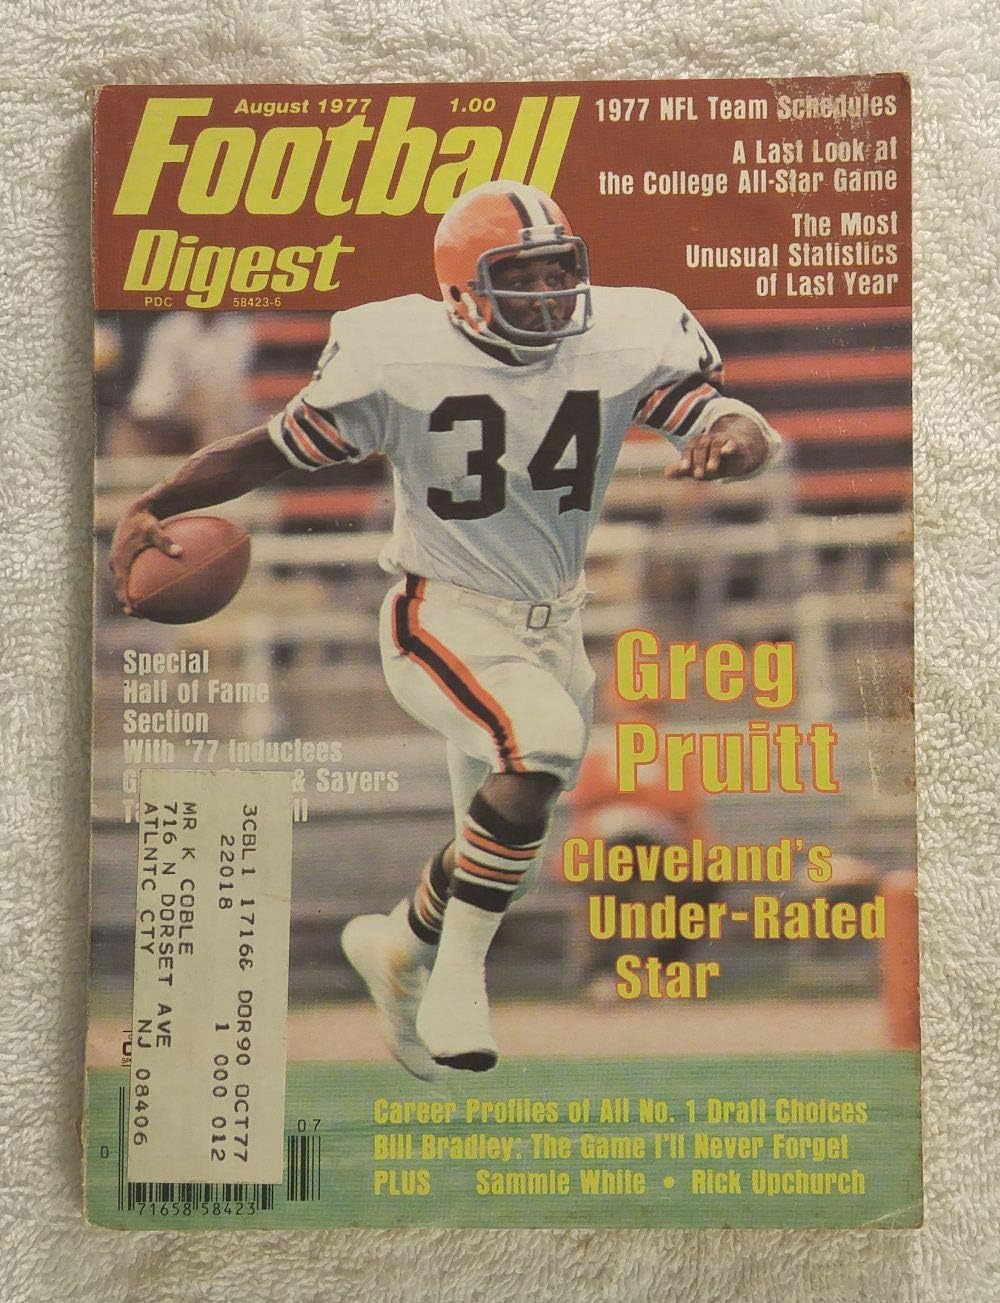 August 1977
1.00
Football
Digest
PDC 58423-6
1977 NFL Team Schedules
A Last Look at
the College All-Star Game
The Most
Unusual Statistics
of Last Year
34
34
Greg
Pruitt
Cleveland's
Under-Rated
Star
Special
Hall of Fame
Section
With '77 Inductees
& Sayers
3CBL1 DOR90 OCT77
22018 1 000 012
MR K COBLE
716 N DORSET AVE
ATLNTC CTY NJ 08406
Career Profiles of All No. 1 Draft Choices
Bill Bradley: The Game I'll Never Forget
PLUS Sammie White • Rick Upchurch
07
0
71658 58423